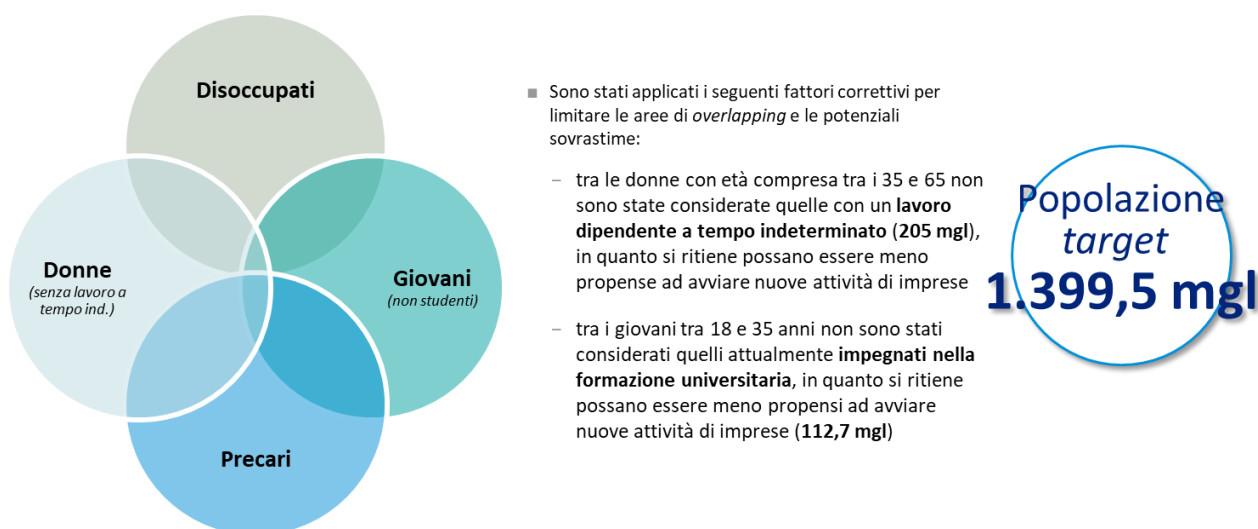 Disoccupati
Donne
(senza lavoro a
tempo ind.)
Giovani
(non studenti)
Precari
■ Sono stati applicati i seguenti fattori correttivi per
limitare le aree di overlapping e le potenziali
sovrastime:
– tra le donne con età compresa tra i 35 e 65 non
sono state considerate quelle con un lavoro
dipendente a tempo indeterminato (205 mgl),
in quanto si ritiene possano essere meno
propense ad avviare nuove attività di imprese
– tra i giovani tra 18 e 35 anni non sono stati
considerati quelli attualmente impegnati nella
formazione universitaria, in quanto si ritiene
possano essere meno propensi ad avviare
nuove attività di imprese (112,7 mgl)
Popolazione
target
1.399,5 mgl